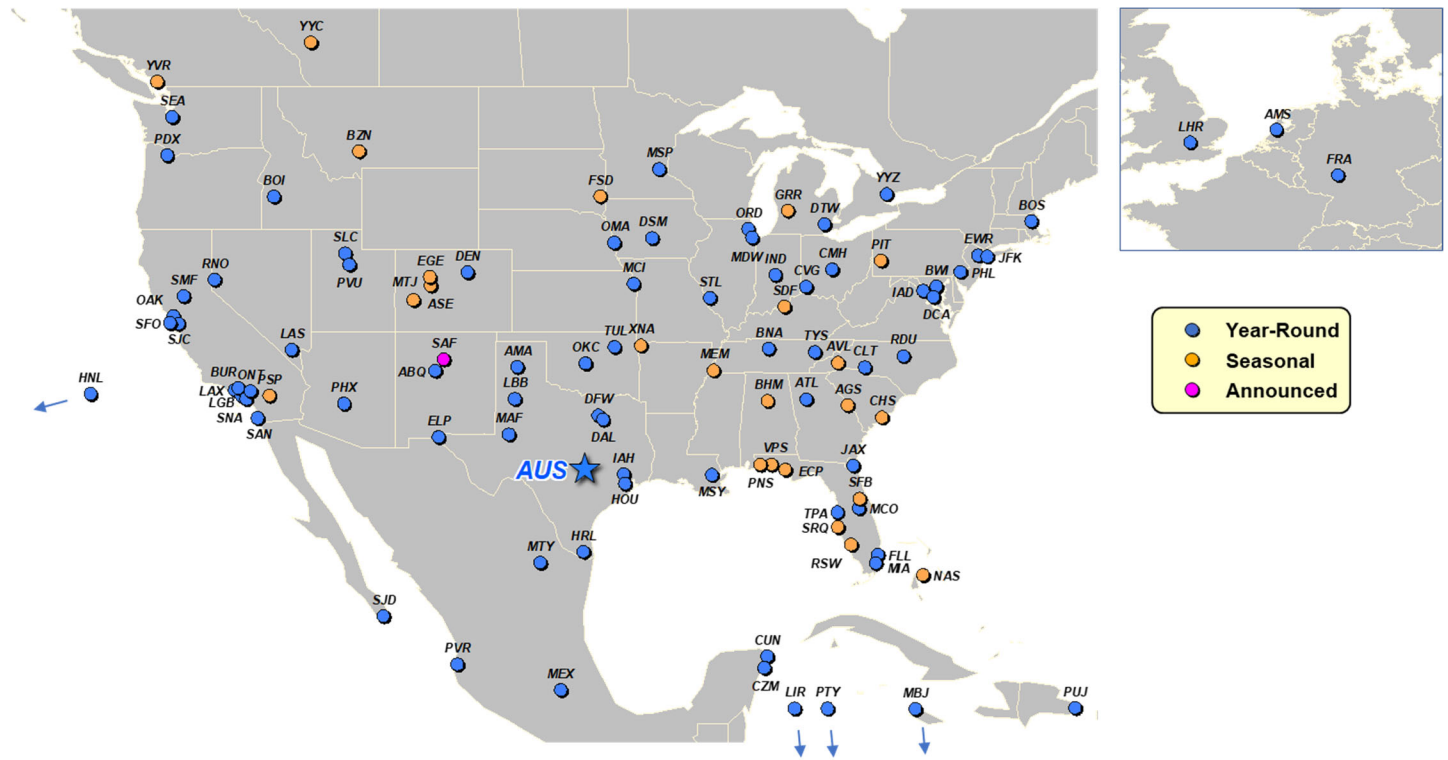 YYC
YVR
SEA
PDX
BZN
BOI
MSP
FSD
GRR
YYZ
DTW
BOS
ORD
OMA
DSM
MDW
SLC
PVU
EGE
DEN
MTJ
ASE
RNO
SMF
OAK
SFO
SJC
MCI
STL
IND
CVG
CMH
SDF
PIT
EWR
JFK
BWI
PHL
IAD
DCA
LAS
SAF
ABQ
AMA
LBB
OKC
TUL
XNA
MEM
BNA
TYS
AVL
CLT
RDU
HNL
BUR
ONT
PSP
LAX
LGB
SNA
SAN
PHX
ELP
MAF
DFW
DAL
BHM
ATL
AGS
CHS
AUS
IAH
HOU
MSY
VPS
PNS
ECP
JAX
SFB
MCO
TPA
SRQ
RSW
FLL
MIA
NAS
MTY
HRL
SJD
PVR
MEX
CUN
CZM
LIR
PTY
MBJ
PUJ
LHR
AMS
FRA
Year-Round
Seasonal
Announced